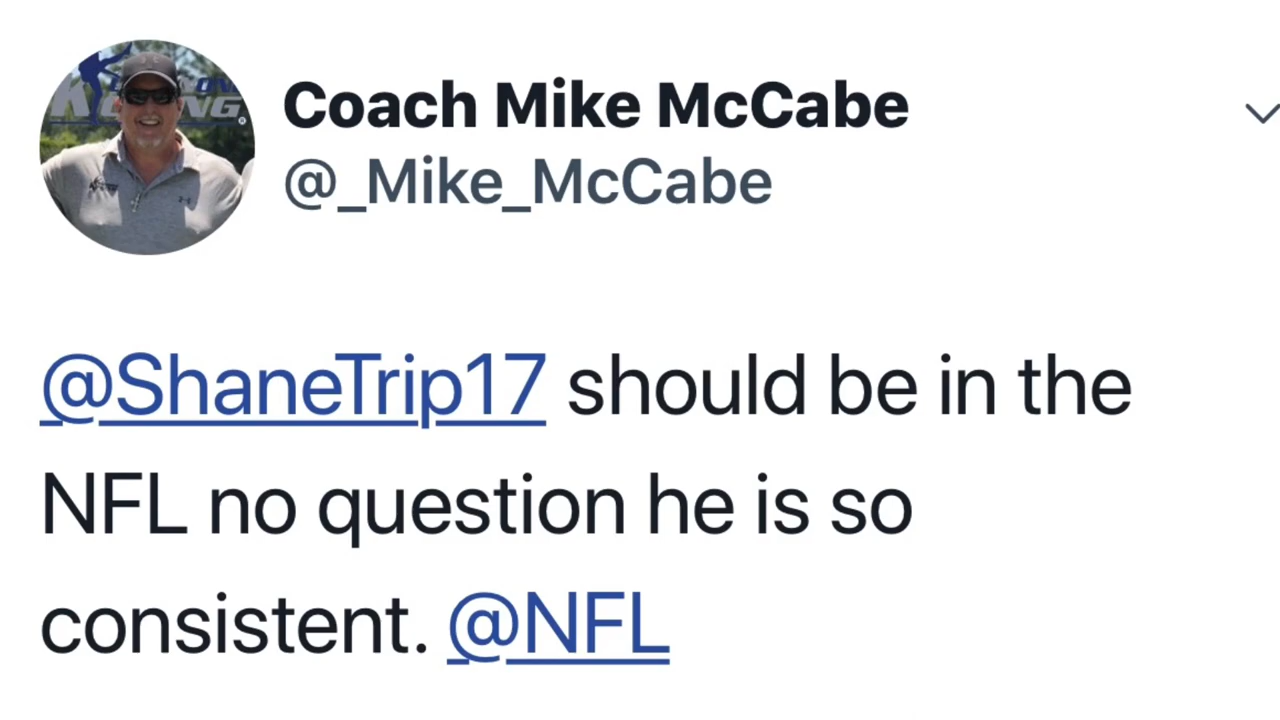 Coach Mike McCabe
@_Mike_McCabe
@ShaneTrip17 should be in the
NFL no question he is so
consistent. @NFL